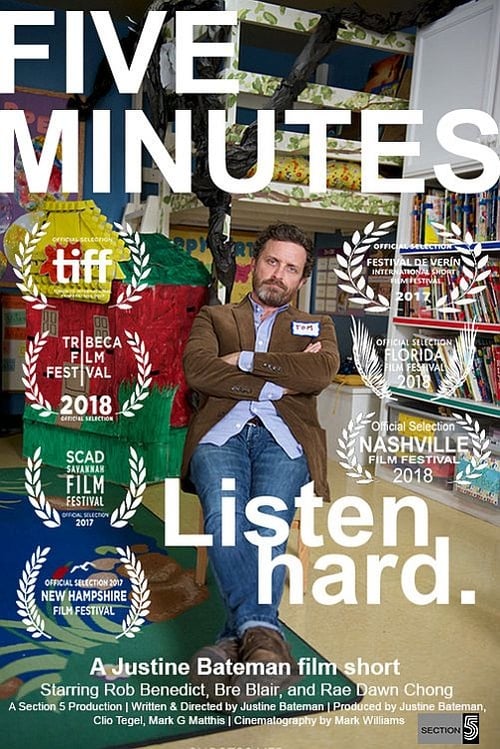 FIVE
MINUTES
OFFICIAL SELECTION
tiff
OFFICIAL SELECTION
FESTIVAL DE VERÍN
INTERNATIONAL SHORT
FILM FESTIVAL
2017
TRIBECA
FILM
FESTIVAL
2018
OFFICIAL SELECTION
OFFICIAL SELECTION
FLORIDA
FILM FESTIVAL
2018
TOM
Official Selection
NASHVILLE
FILM FESTIVAL
2018
SCAD
SAVANNAH
FILM
FESTIVAL
OFFICIAL SELECTION
2017
Listen
hard.
OFFICIAL SELECTION 2017
NEW HAMPSHIRE
FILM FESTIVAL
A Justine Bateman film short
Starring Rob Benedict, Bre Blair, and Rae Dawn Chong
A Section 5 Production | Written & Directed by Justine Bateman | Produced by Justine Bateman,
Clio Tegel, Mark G Matthis | Cinematography by Mark Williams
SECTION 5